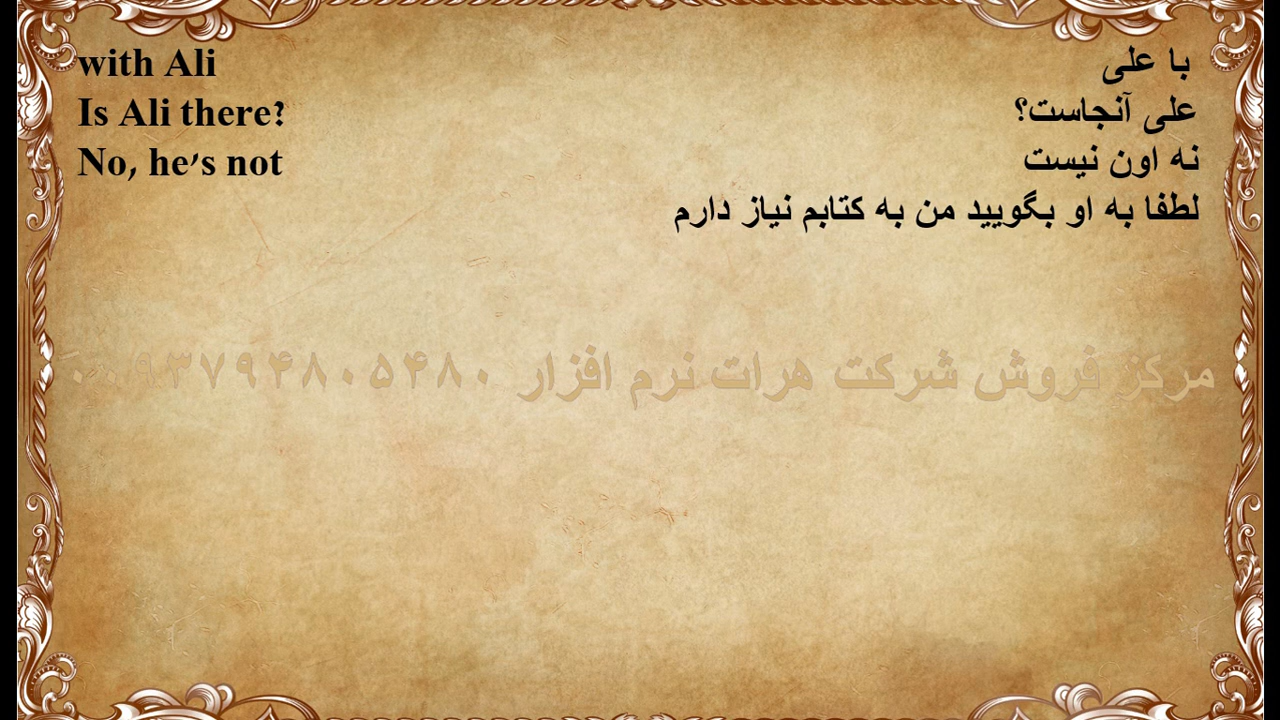 with Ali با علی
Is Ali there? علی آنجاست؟
No, he's not نه اون نیست
لطفا به او بگویید من به کتابم نیاز دارم
مرکز فروش شرکت هرات نرم افزار ۰۰۹۳۷۹۴۸۰۵۴۸۰